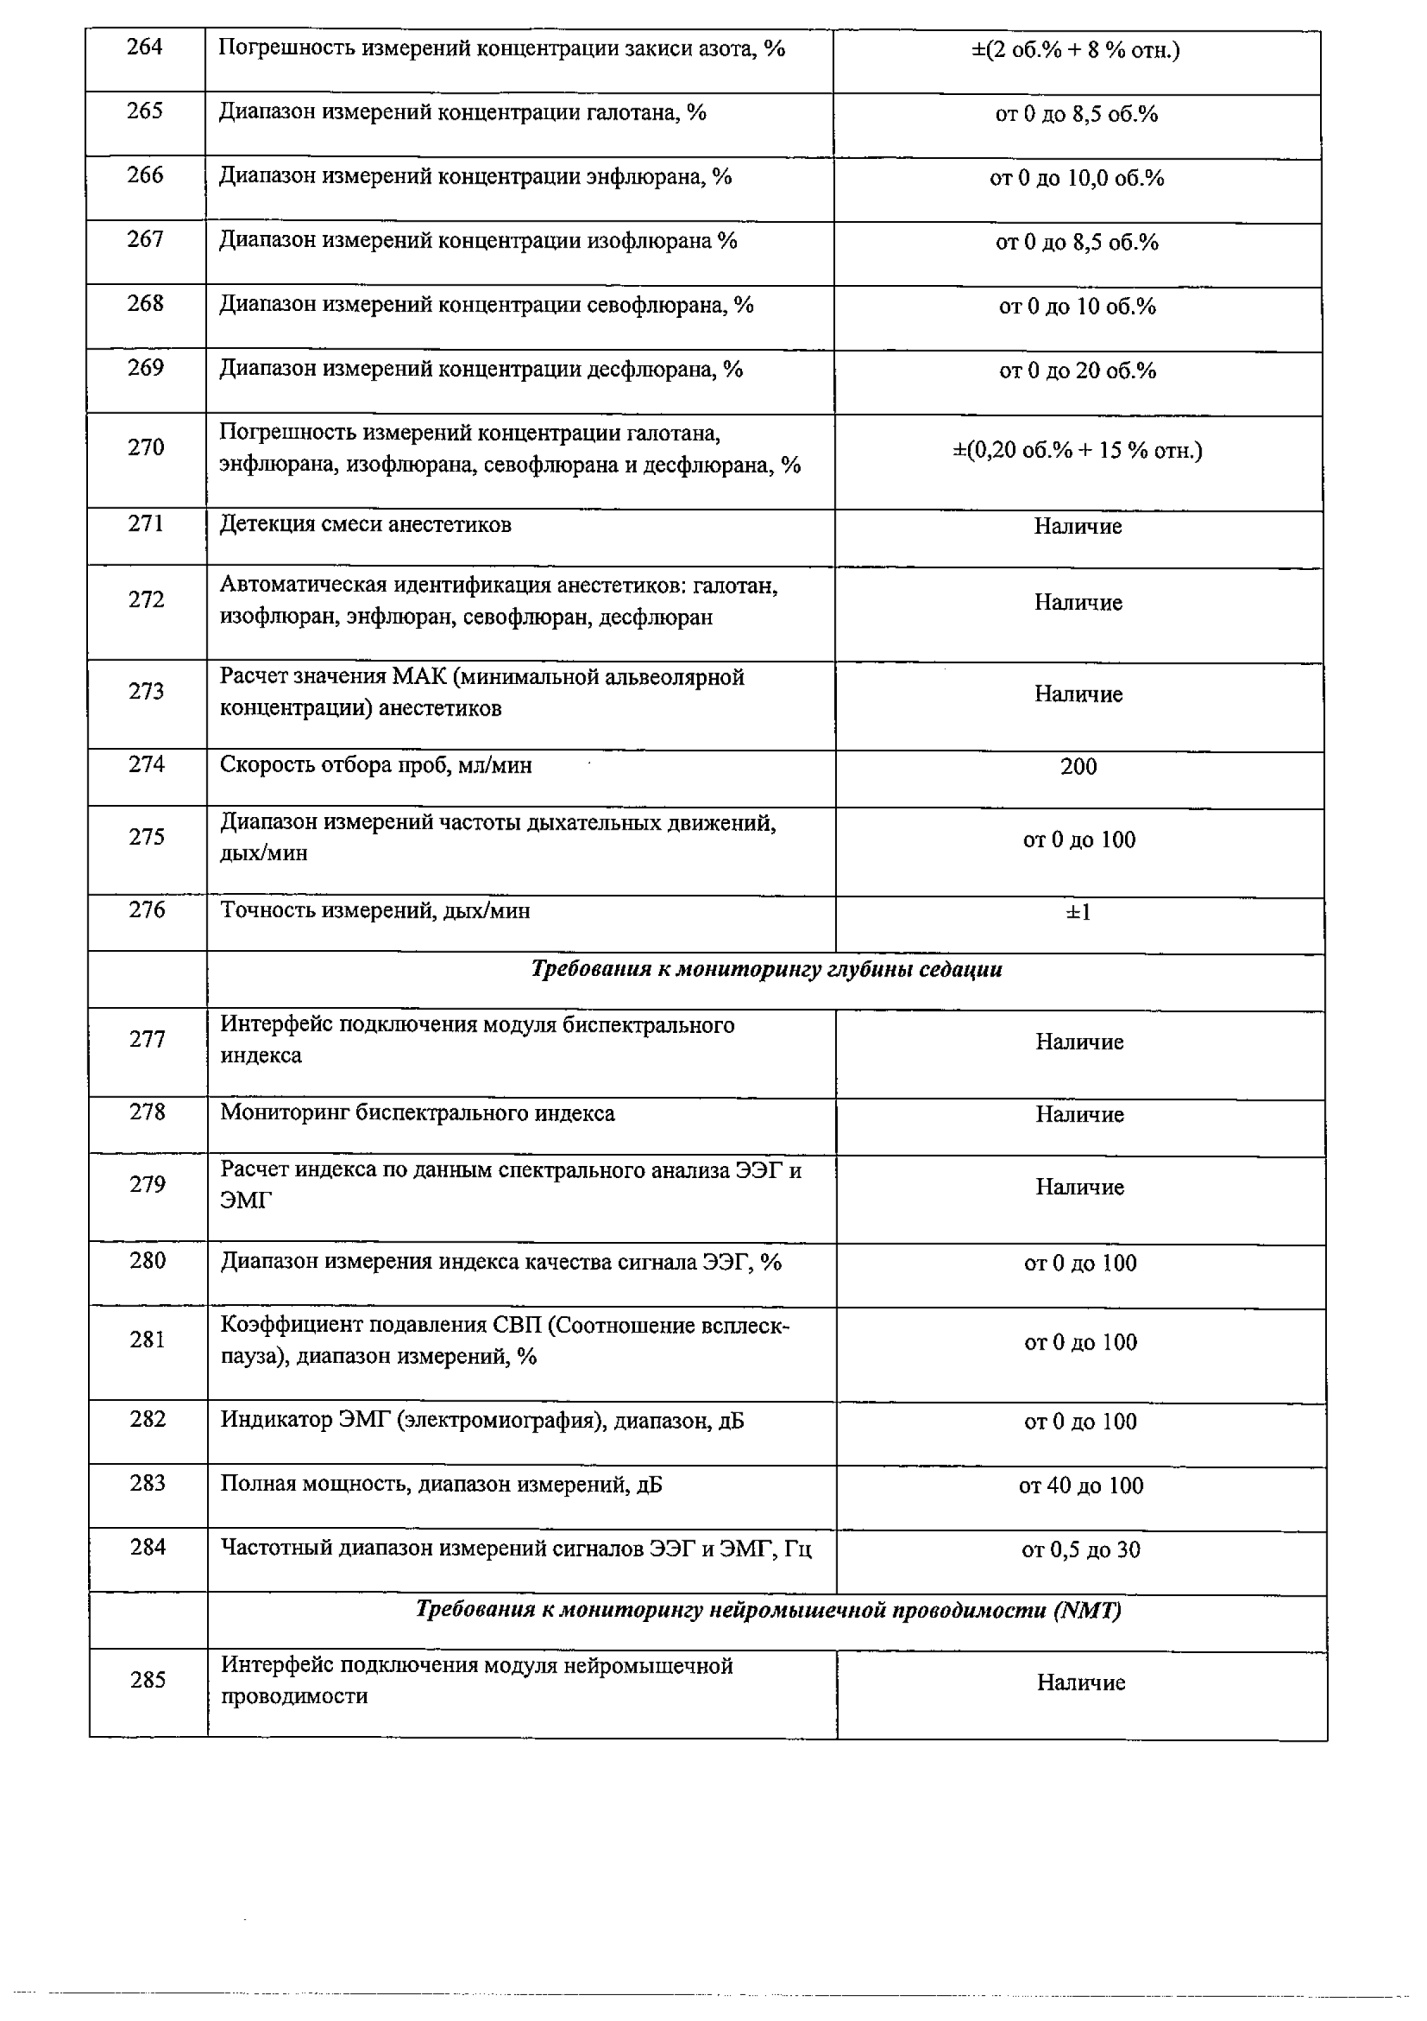 264 Погрешность измерений концентрации закиси азота, % ±(2 об.% + 8 % отн.)
265 Диапазон измерений концентрации галотана, % от 0 до 8,5 об.%
266 Диапазон измерений концентрации энфлюрана, % от 0 до 10,0 об.%
267 Диапазон измерений концентрации изофлюрана % от 0 до 8,5 об.%
268 Диапазон измерений концентрации севофлюрана, % от 0 до 10 об.%
269 Диапазон измерений концентрации десфлюрана, % от 0 до 20 об.%
270 Погрешность измерений концентрации галотана,
энфлюрана, изофлюрана, севофлюрана и десфлюрана, % ±(0,20 об.% + 15 % отн.)
271 Детекция смеси анестетиков Наличие
272 Автоматическая идентификация анестетиков: галотан,
изофлюран, энфлюран, севофлюран, десфлюран Наличие
273 Расчет значения МАК (минимальной альвеолярной
концентрации) анестетиков Наличие
274 Скорость отбора проб, мл/мин 200
275 Диапазон измерений частоты дыхательных движений,
дых/мин от 0 до 100
276 Точность измерений, дых/мин ±1
Требования к мониторингу глубины седации
277 Интерфейс подключения модуля биспектрального
индекса Наличие
278 Мониторинг биспектрального индекса Наличие
279 Расчет индекса по данным спектрального анализа ЭЭГ и
ЭМГ Наличие
280 Диапазон измерения индекса качества сигнала ЭЭГ, % от 0 до 100
281 Коэффициент подавления СВП (Соотношение всплеск-
пауза), диапазон измерений, % от 0 до 100
282 Индикатор ЭМГ (электромиография), диапазон, дБ от 0 до 100
283 Полная мощность, диапазон измерений, дБ от 40 до 100
284 Частотный диапазон измерений сигналов ЭЭГ и ЭМГ, Гц от 0,5 до 30
Требования к мониторингу нейромышечной проводимости (NMT)
285 Интерфейс подключения модуля нейромышечной
проводимости Наличие